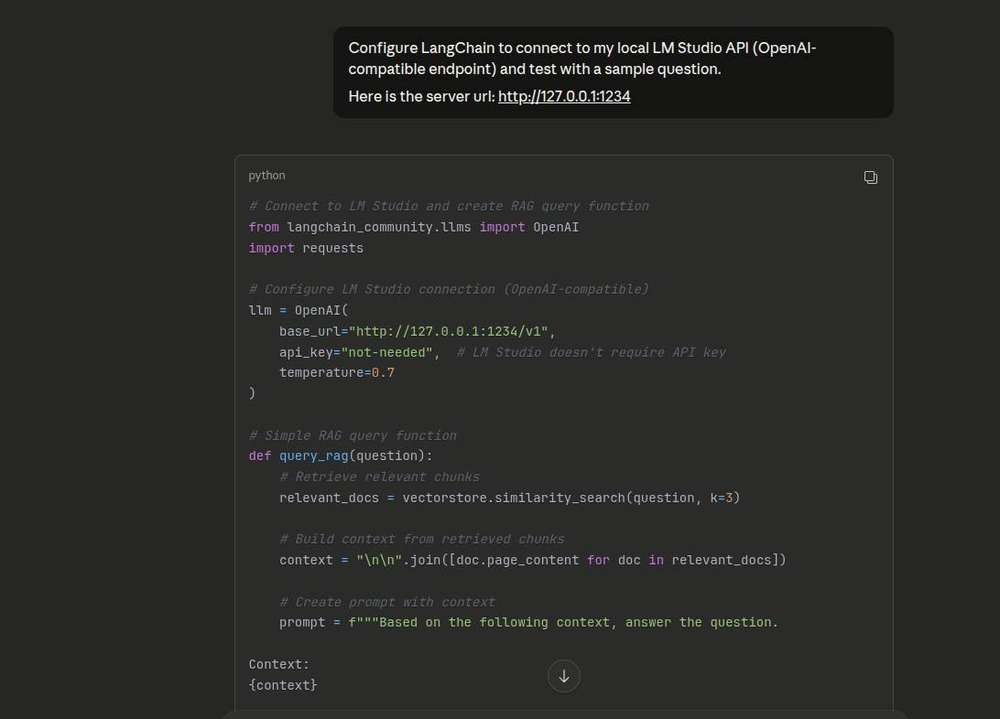 Configure LangChain to connect to my local LM Studio API (OpenAI-
compatible endpoint) and test with a sample question.
Here is the server url: http://127.0.0.1:1234
python
# Connect to LM Studio and create RAG query function
from langchain_community.llms import OpenAI
import requests
# Configure LM Studio connection (OpenAI-compatible)
llm = OpenAI(
    base_url="http://127.0.0.1:1234/v1",
    api_key="not-needed",  # LM Studio doesn't require API key
    temperature=0.7
)
# Simple RAG query function
def query_rag(question):
    # Retrieve relevant chunks
    relevant_docs = vectorstore.similarity_search(question, k=3)
    # Build context from retrieved chunks
    context = "\n\n".join([doc.page_content for doc in relevant_docs])
    # Create prompt with context
    prompt = f"""Based on the following context, answer the question.
Context:
{context}